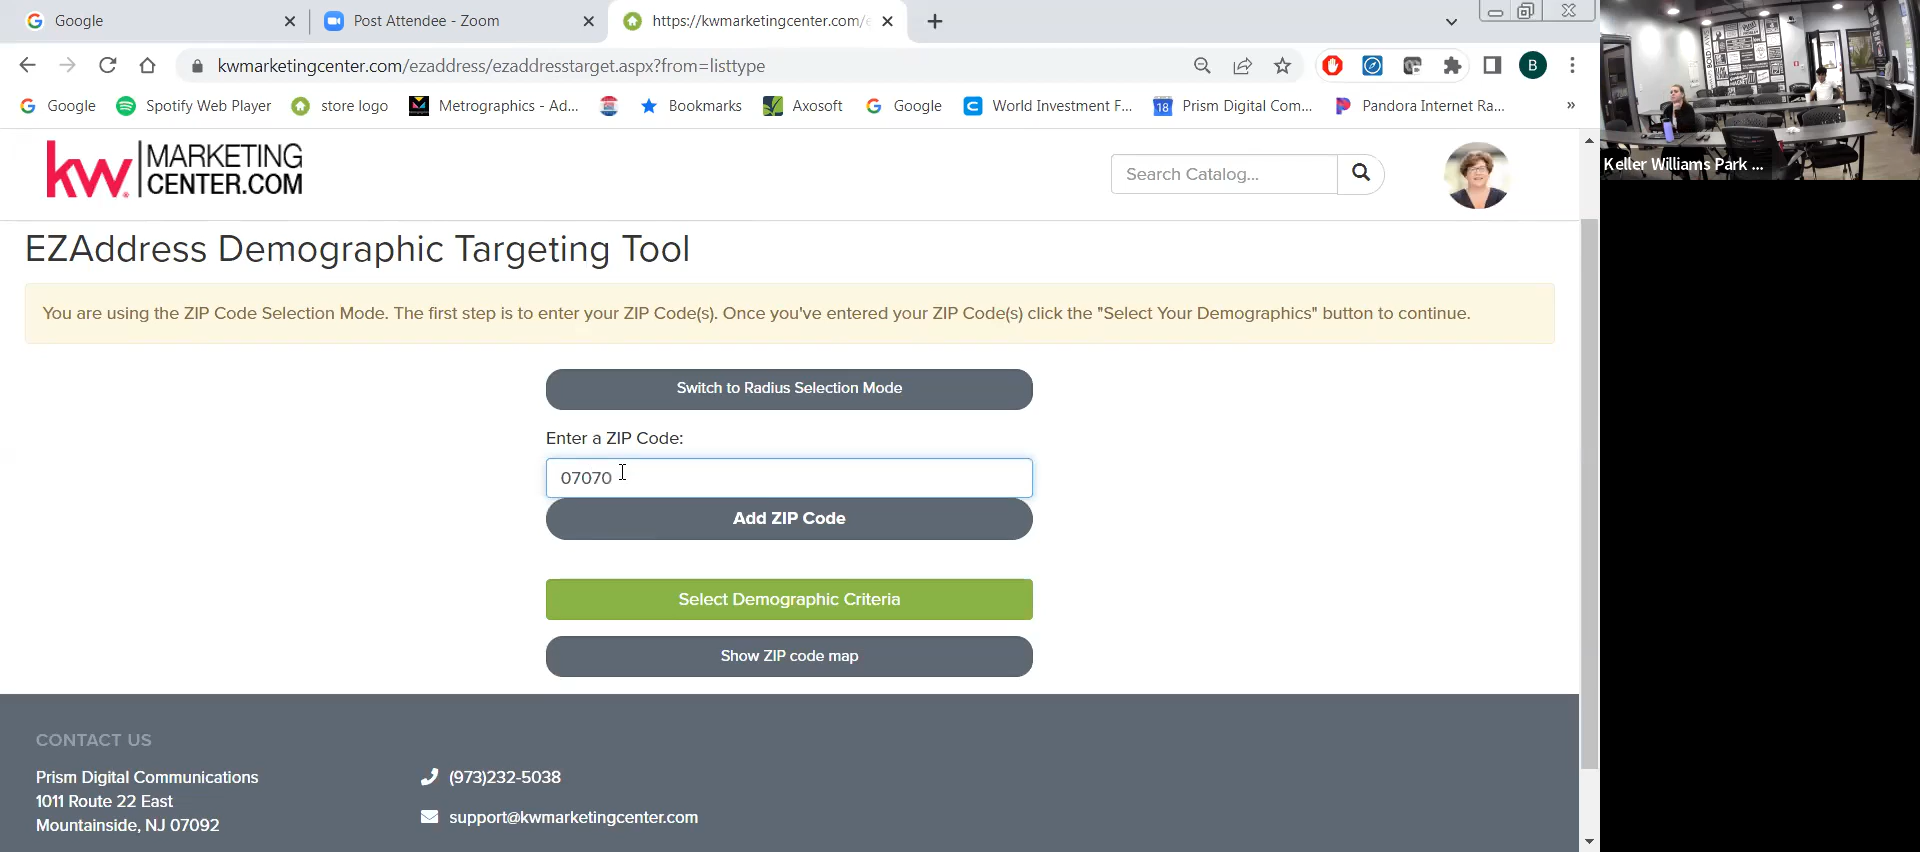 Google
Post Attendee - Zoom
https://kwmarketingcenter.com/e
kwmarketingcenter.com/ezaddress/ezaddresstarget.aspx?from=listtype
B
Google
Spotify Web Player
store logo
Metrographics - Ad...
Bookmarks
Axosoft
Google
World Investment F...
18
Prism Digital Com...
Pandora Internet Ra...
»
kw MARKETING
CENTER.COM
Search Catalog...
Keller Williams Park ...
EZAddress Demographic Targeting Tool
You are using the ZIP Code Selection Mode. The first step is to enter your ZIP Code(s). Once you've entered your ZIP Code(s) click the "Select Your Demographics" button to continue.
Switch to Radius Selection Mode
Enter a ZIP Code:
07070
Add ZIP Code
Select Demographic Criteria
Show ZIP code map
CONTACT US
Prism Digital Communications
1011 Route 22 East
Mountainside, NJ 07092
(973)232-5038
support@kwmarketingcenter.com